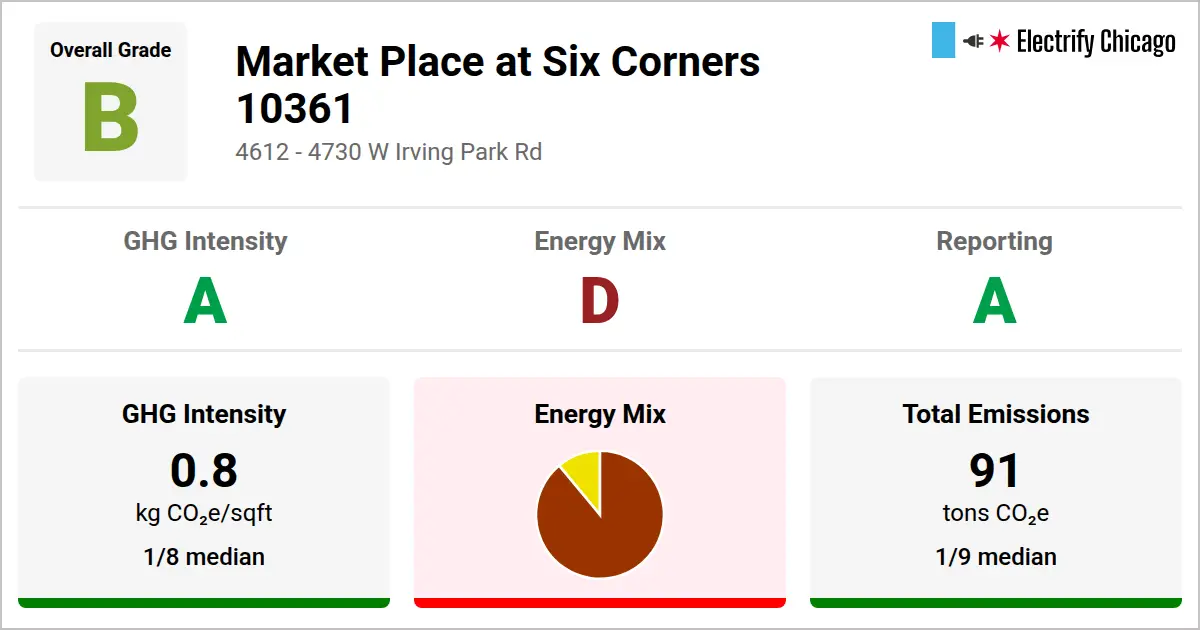 Overall Grade
B
Market Place at Six Corners
10361
4612 - 4730 W Irving Park Rd
Electrify Chicago
GHG Intensity
A
Energy Mix
D
Reporting
A
GHG Intensity
0.8
kg CO₂e/sqft
1/8 median
Energy Mix
Total Emissions
91
tons CO₂e
1/9 median